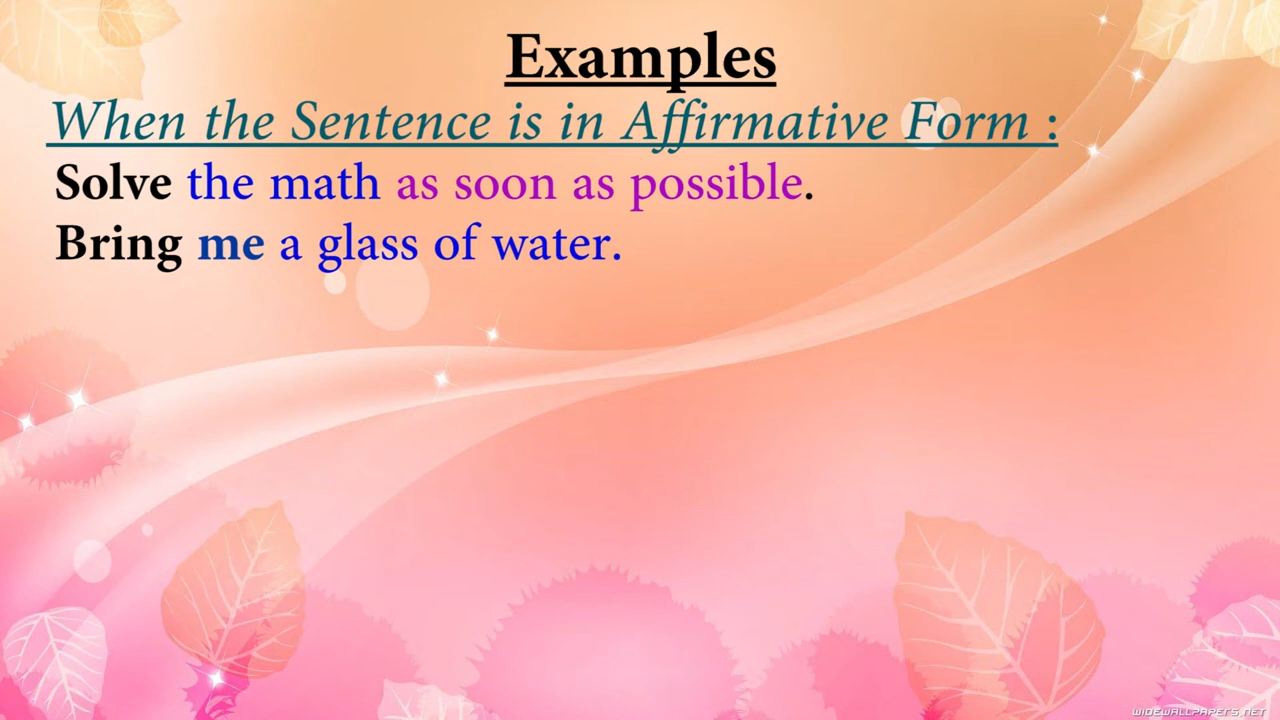 Examples
When the Sentence is in Affirmative Form :
Solve the math as soon as possible.
Bring me a glass of water.
WIDEWALLPAPERS.NET